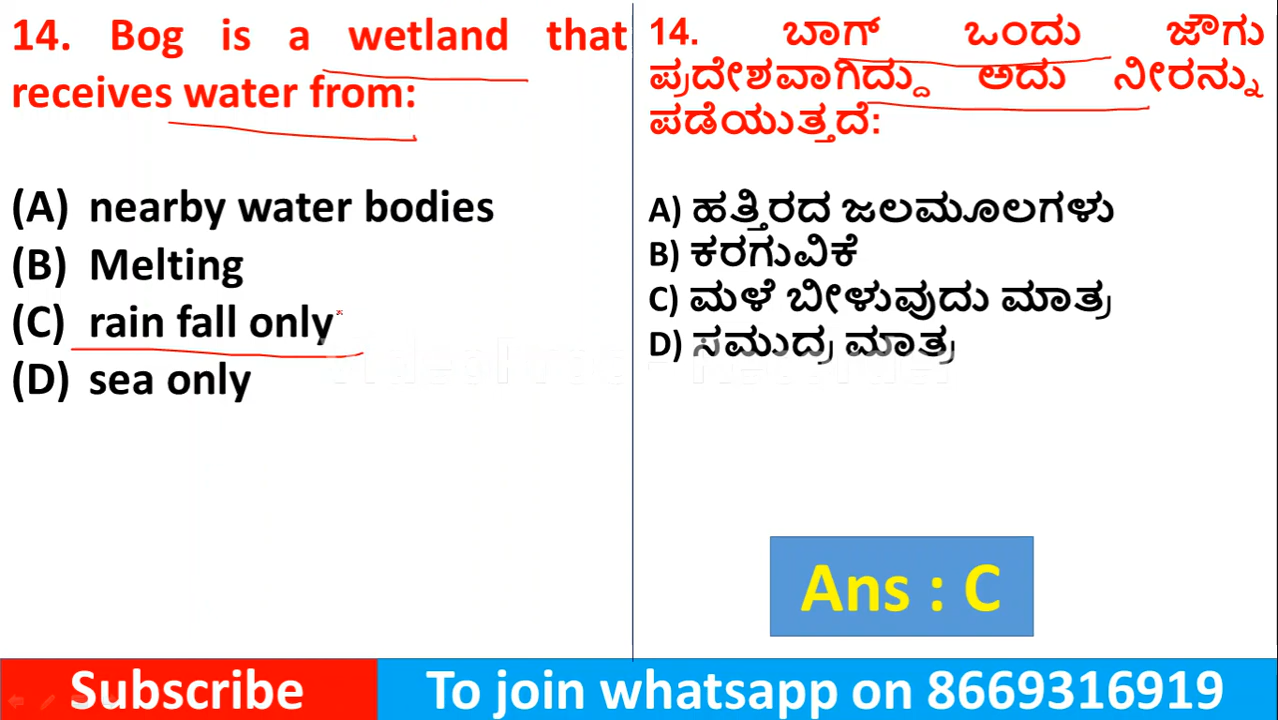 14. Bog is a wetland that
receives water from:
(A) nearby water bodies
(B) Melting
(C) rain fall only
(D) sea only
14. ಬಾಗ್ ಒಂದು ಜೌಗು
ಪ್ರದೇಶವಾಗಿದ್ದು ಅದು ನೀರನ್ನು
ಪಡೆಯುತ್ತದೆ:
A) ಹತ್ತಿರದ ಜಲಮೂಲಗಳು
B) ಕರಗುವಿಕೆ
C) ಮಳೆ ಬೀಳುವುದು ಮಾತ್ರ
D) ಸಮುದ್ರ ಮಾತ್ರ
Ans : C
Subscribe
To join whatsapp on 8669316919